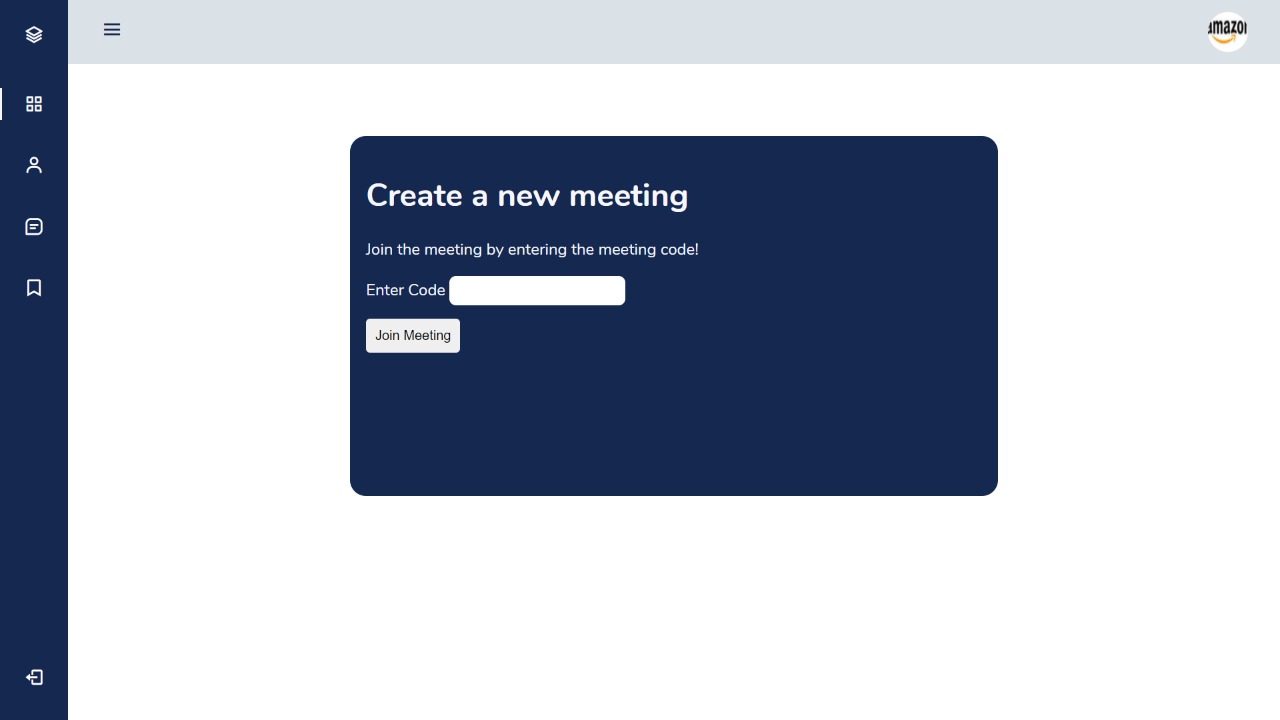 amazon
Create a new meeting
Join the meeting by entering the meeting code!
Enter Code
Join Meeting